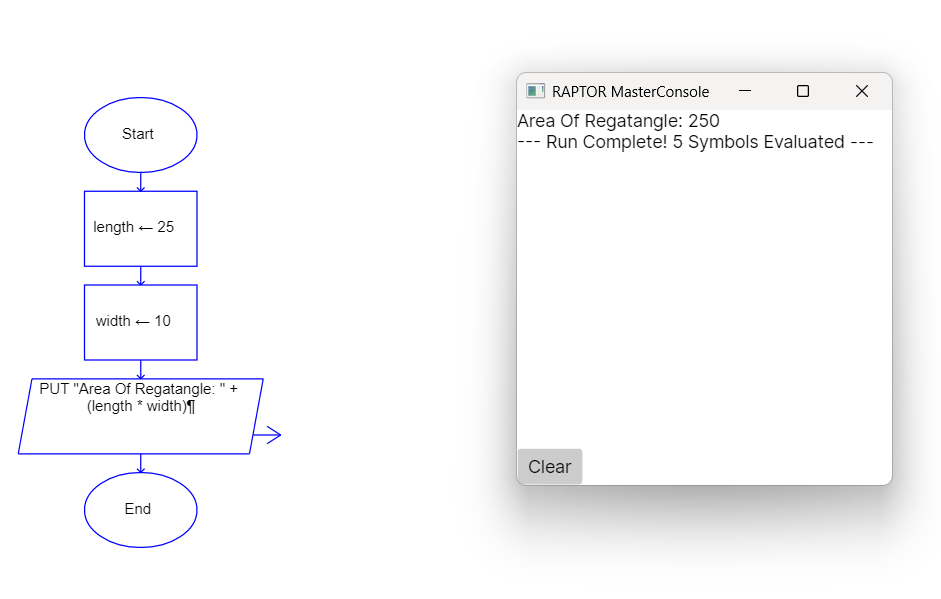 Start
length ← 25
width ← 10
PUT "Area Of Regatangle: " +
(length * width)¶
End
RAPTOR MasterConsole
Area Of Regatangle: 250
--- Run Complete! 5 Symbols Evaluated ---
Clear